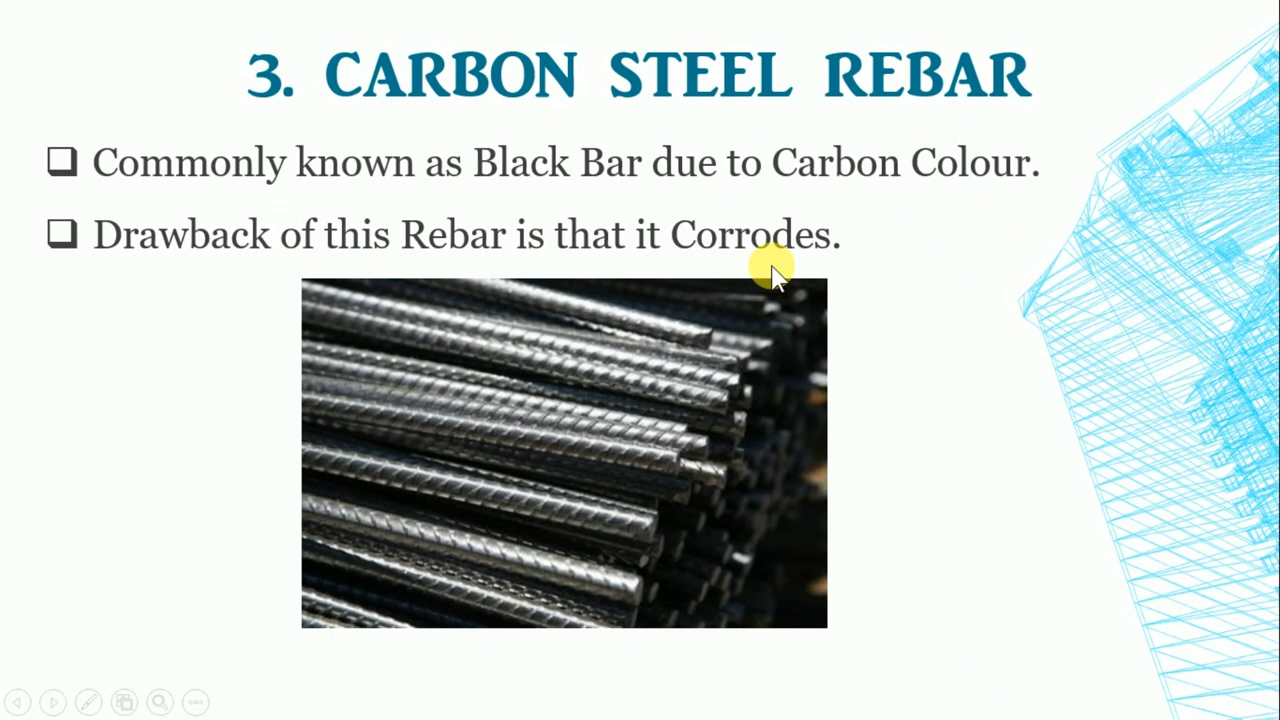 3. CARBON STEEL REBAR
Commonly known as Black Bar due to Carbon Colour.
Drawback of this Rebar is that it Corrodes.